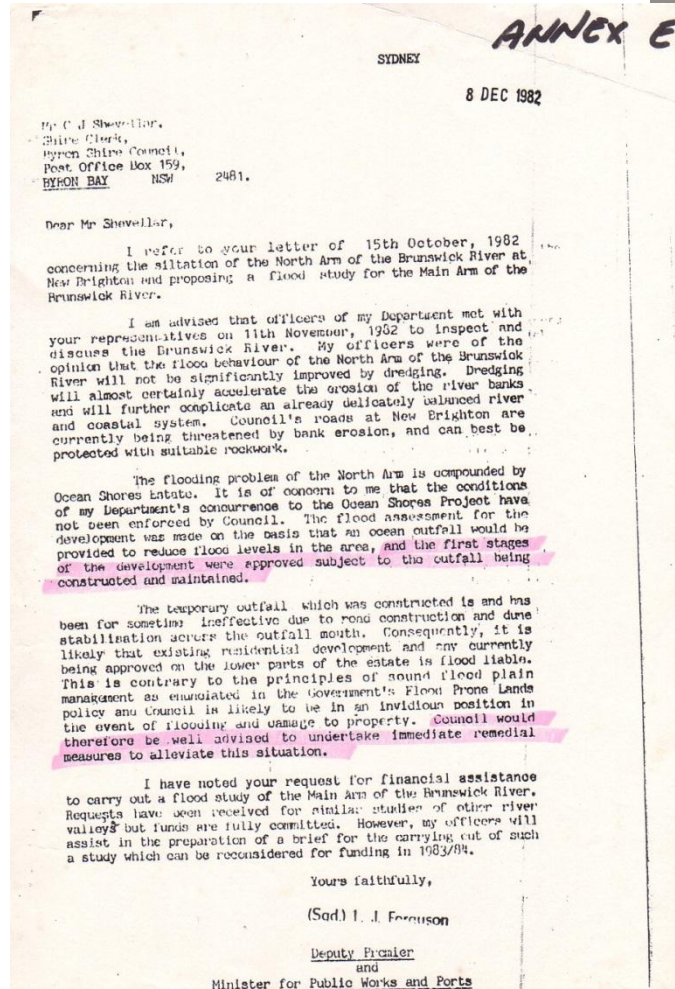 ANNEX E
SYDNEY
8 DEC 1982
Mr C J Shevellar,
Shire Clerk,
Byron Shire Council,
Post Office Box 159,
BYRON BAY NSW 2481.
Dear Mr Shevellar,
I refer to your letter of 15th October, 1982
concerning the siltation of the North Arm of the Brunswick River at
New Brighton and proposing a flood study for the Main Arm of the
Brunswick River.
I am advised that officers of my Department met with
your representatives on 11th November, 1982 to inspect and
discuss the Brunswick River. My officers were of the
opinion that the flood behaviour of the North Arm of the Brunswick
River will not be significantly improved by dredging. Dredging
will almost certainly accelerate the erosion of the river banks
and will further complicate an already delicately balanced river
and coastal system. Council's roads at New Brighton are
currently being threatened by bank erosion, and can best be
protected with suitable rockwork.
The flooding problem of the North Arm is compounded by
Ocean Shores Estate. It is of concern to me that the conditions
of my Department's concurrence to the Ocean Shores Project have
not been enforced by Council. The flood assessment for the
development was made on the basis that an ocean outfall would be
provided to reduce flood levels in the area, and the first stages
of the development were approved subject to the outfall being
constructed and maintained.
The temporary outfall which was constructed is and has
been for sometime ineffective due to road construction and dune
stabilisation across the outfall mouth. Consequently, it is
likely that existing residential development and any currently
being approved on the lower parts of the estate is flood liable.
This is contrary to the principles of sound flood plain
management as enunciated in the Government's Flood Prone Lands
policy and Council is likely to be in an invidious position in
the event of flooding and damage to property. Council would
therefore be well advised to undertake immediate remedial
measures to alleviate this situation.
I have noted your request for financial assistance
to carry out a flood study of the Main Arm of the Brunswick River.
Requests have been received for similar studies of other river
valleys but funds are fully committed. However, my officers will
assist in the preparation of a brief for the carrying out of such
a study which can be reconsidered for funding in 1983/84.
Yours faithfully,
(Sgd.) L. J. Ferguson
Deputy Premier
and
Minister for Public Works and Ports